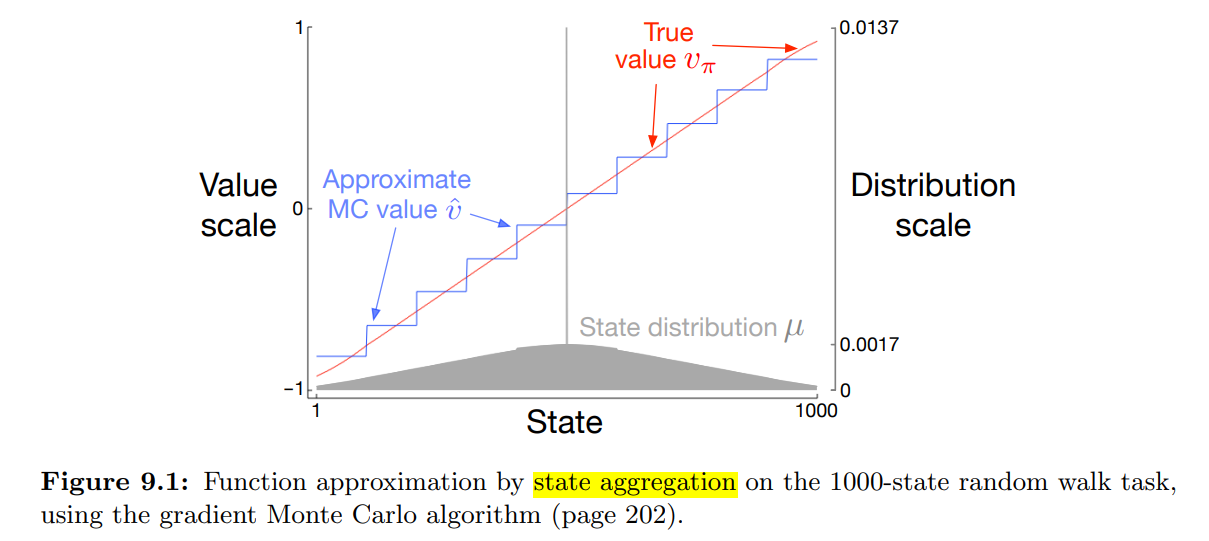 1
0.0137
True
value vπ
Value
scale
Approximate
MC value v̂
0
Distribution
scale
State distribution μ
0.0017
−1
0
1
1000
State
Figure 9.1: Function approximation by state aggregation on the 1000-state random walk task,
using the gradient Monte Carlo algorithm (page 202).